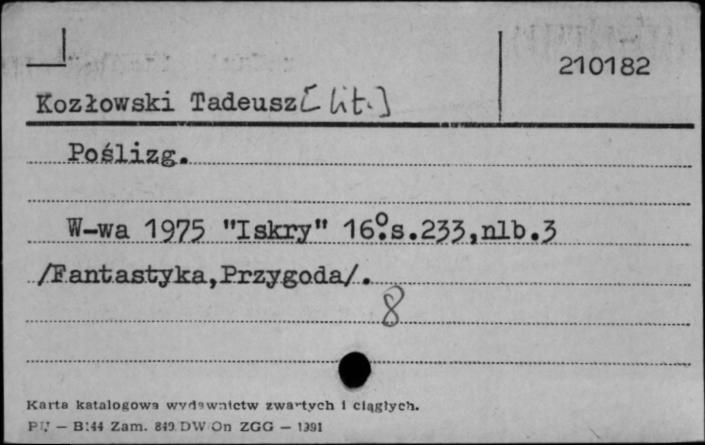 210182
Kozłowski Tadeusz [lit.]
Poślizg.
W-wa 1975 "Iskry" 16°.s.233,nlb.3
/Fantastyka,Przygoda/.
8
Karta katalogowa wydawnictw zwartych i ciągłych.
PU — B144 Zam. 849 DW/On ZGG — 1391